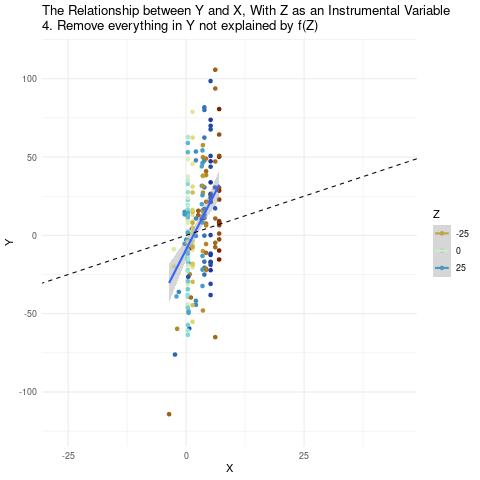 The Relationship between Y and X, With Z as an Instrumental Variable
4. Remove everything in Y not explained by f(Z)
100
50
0
-50
-100
Y
-25
0
25
X
Z
-25
0
25